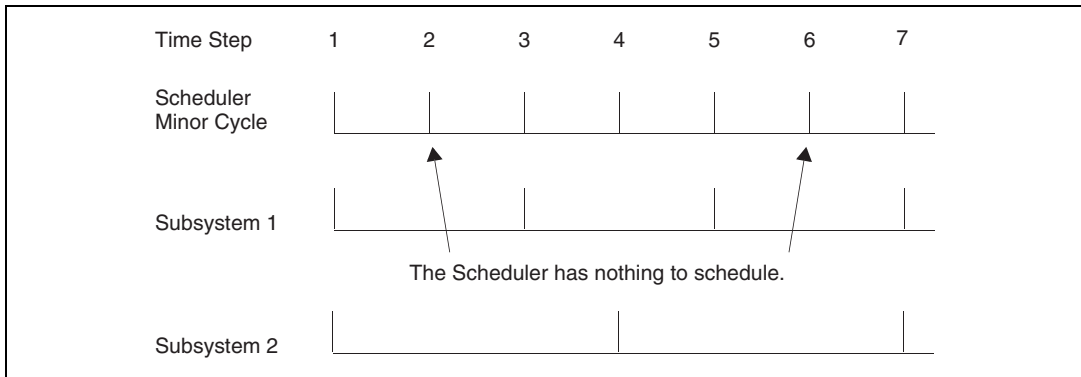 Time Step 1 2 3 4 5 6 7
Scheduler
Minor Cycle
Subsystem 1
The Scheduler has nothing to schedule.
Subsystem 2